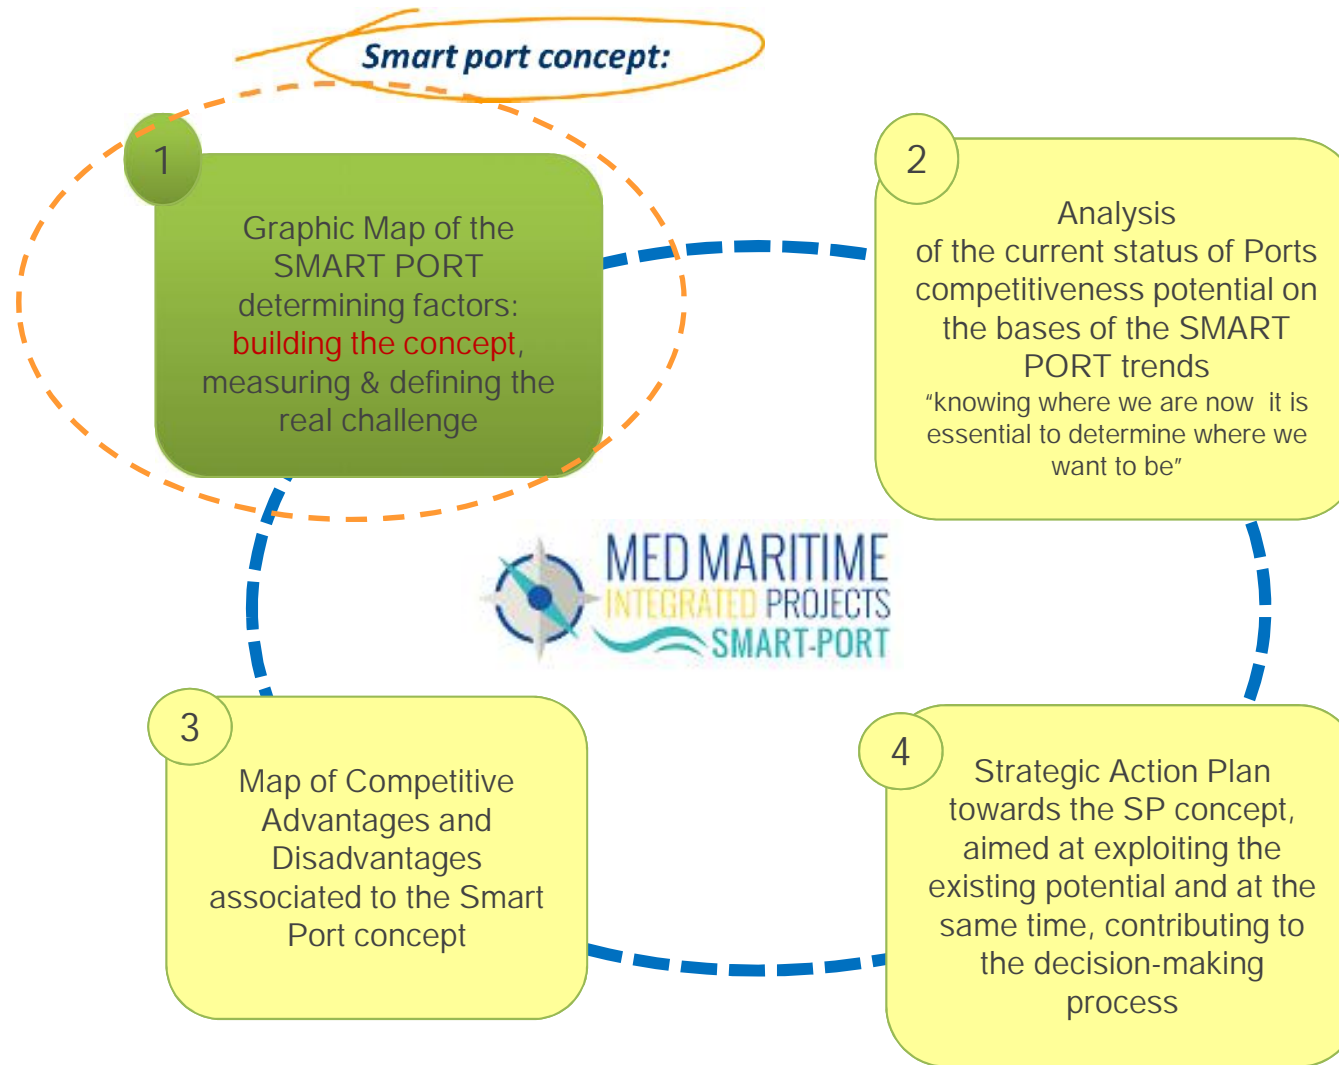 Smart port concept:
1
Graphic Map of the
SMART PORT
determining factors:
building the concept,
measuring & defining the
real challenge
2
Analysis
of the current status of Ports
competitiveness potential on
the bases of the SMART
PORT trends
“knowing where we are now it is
essential to determine where we
want to be”
MED MARITIME
INTEGRATED PROJECTS
SMART-PORT
3
Map of Competitive
Advantages and
Disadvantages
associated to the Smart
Port concept
4
Strategic Action Plan
towards the SP concept,
aimed at exploiting the
existing potential and at the
same time, contributing to
the decision-making
process